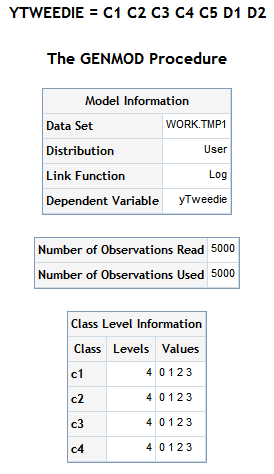 YTWEEDIE = C1 C2 C3 C4 C5 D1 D2
The GENMOD Procedure
Model Information
Data Set WORK.TMP1
Distribution User
Link Function Log
Dependent Variable yTweedie
Number of Observations Read 5000
Number of Observations Used 5000
Class Level Information
Class Levels Values
c1 4 0 1 2 3
c2 4 0 1 2 3
c3 4 0 1 2 3
c4 4 0 1 2 3